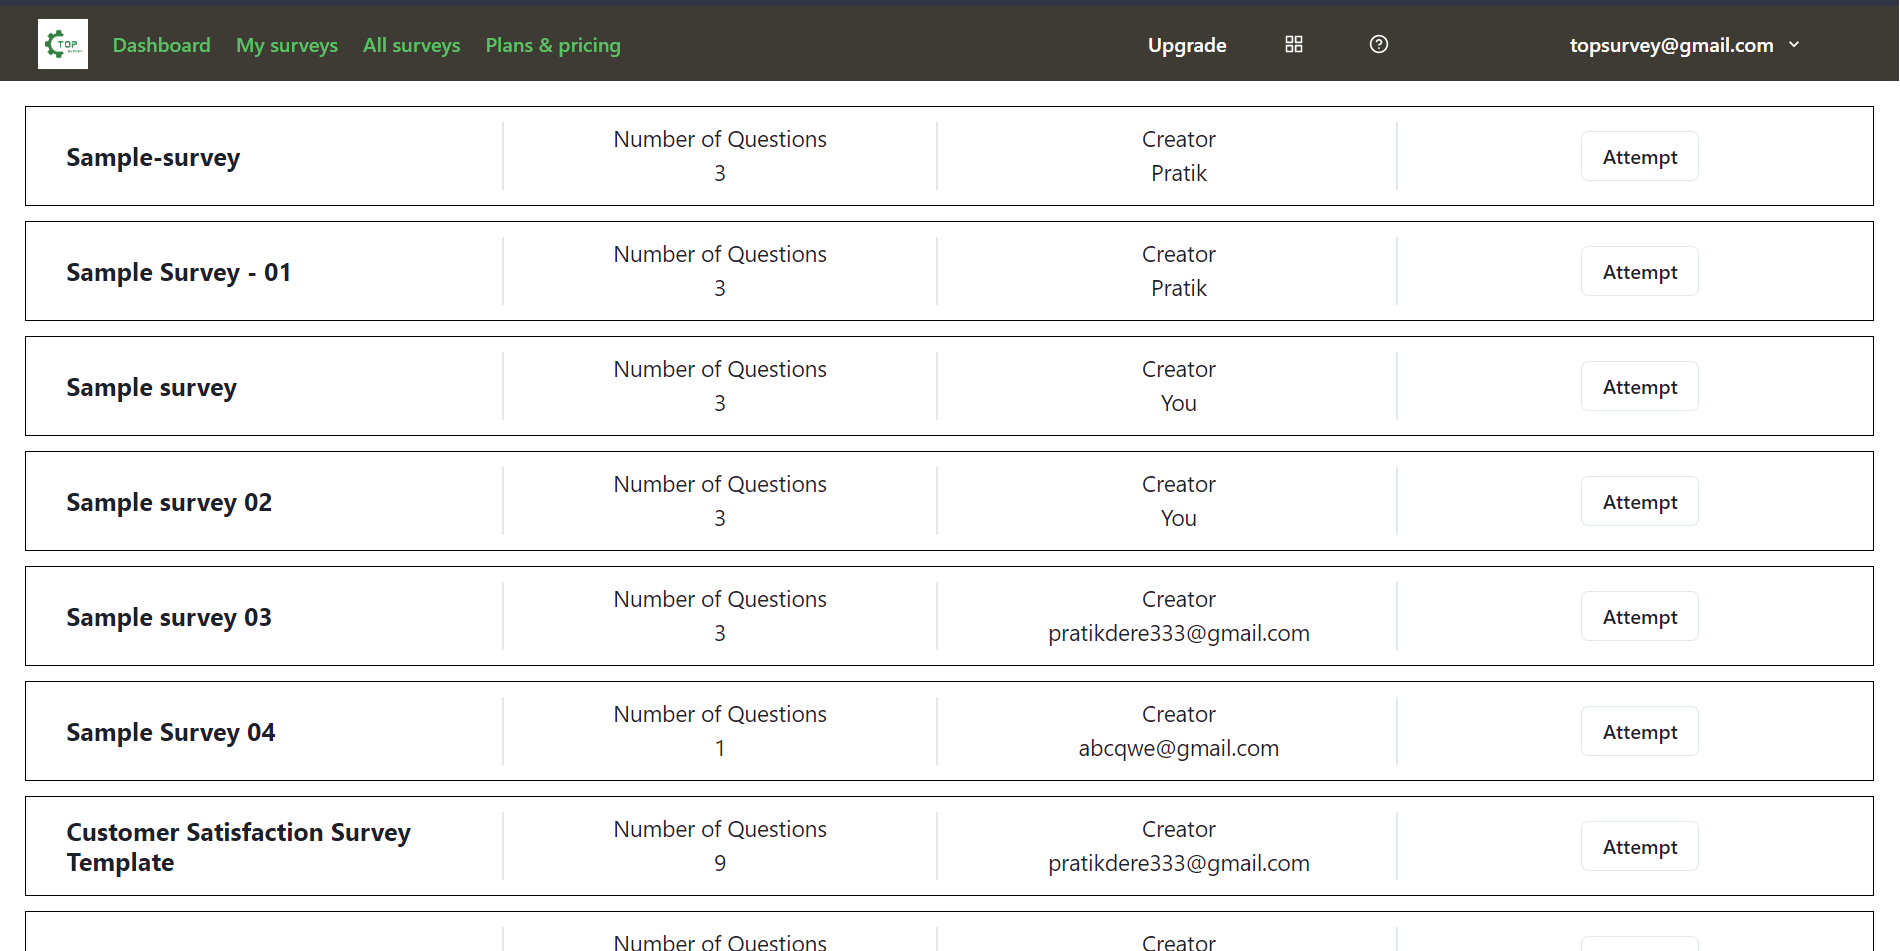 TOP
SURVEY
Dashboard My surveys All surveys Plans & pricing Upgrade topsurvey@gmail.com
Sample-survey
Number of Questions
3
Creator
Pratik
Attempt
Sample Survey - 01
Number of Questions
3
Creator
Pratik
Attempt
Sample survey
Number of Questions
3
Creator
You
Attempt
Sample survey 02
Number of Questions
3
Creator
You
Attempt
Sample survey 03
Number of Questions
3
Creator
pratikdere333@gmail.com
Attempt
Sample Survey 04
Number of Questions
1
Creator
abcqwe@gmail.com
Attempt
Customer Satisfaction Survey
Template
Number of Questions
9
Creator
pratikdere333@gmail.com
Attempt
Number of Questions
Creator